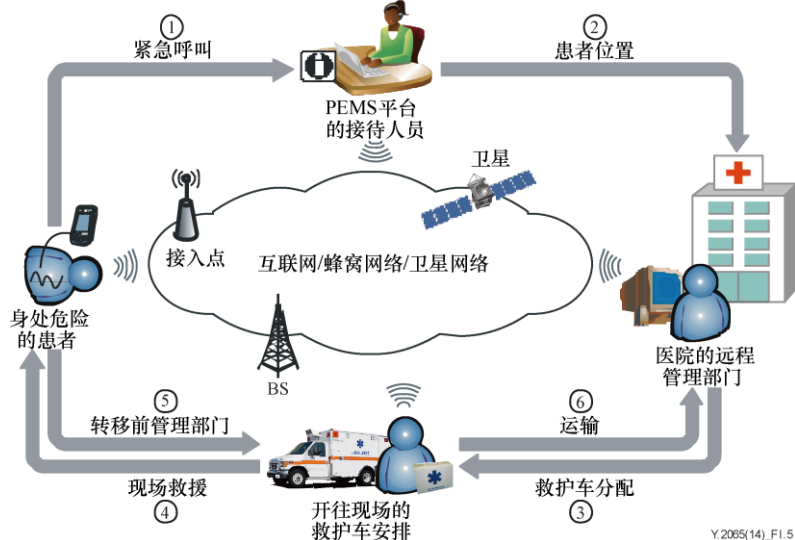 ①
紧急呼叫
②
患者位置
PEMS平台
的接待人员
卫星
接入点
互联网/蜂窝网络/卫星网络
身处危险
的患者
BS
医院的远程
管理部门
⑤
转移前管理部门
⑥
运输
现场救援
④
开往现场的
救护车安排
救护车分配
③
Y.2065(14)_FI.5